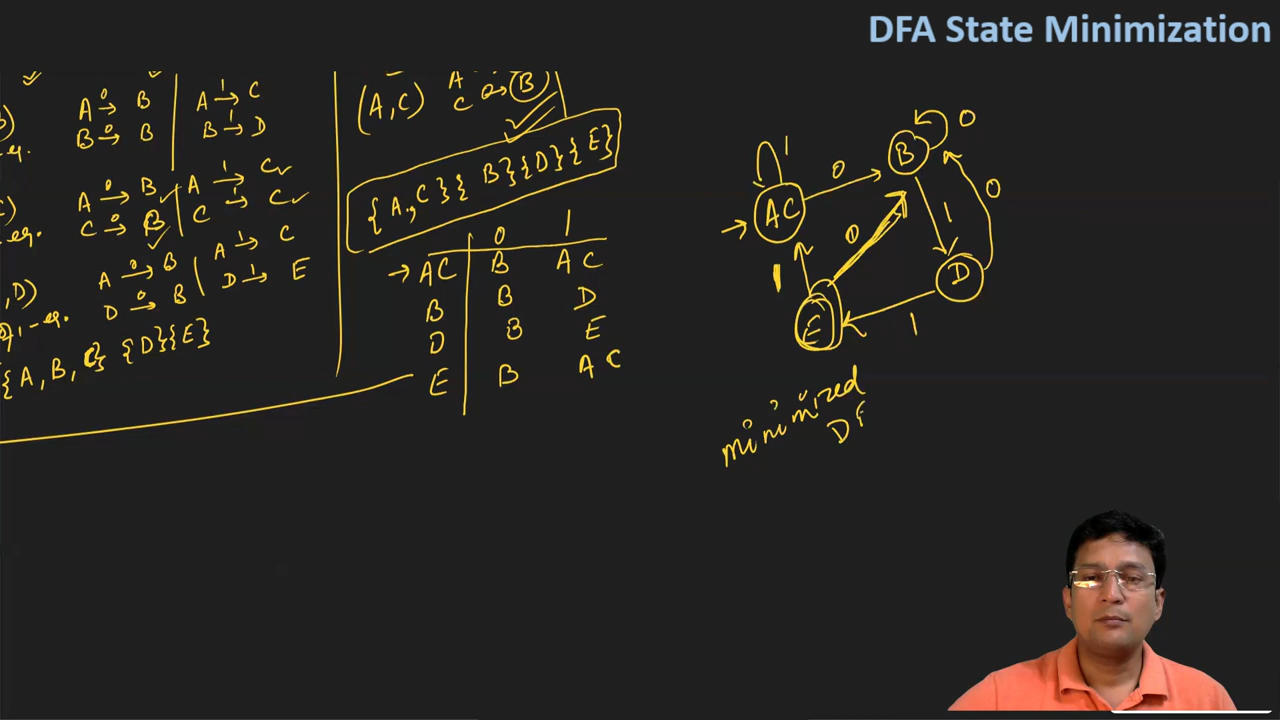 DFA State Minimization
A 0→ B | A 1→ C
B 0→ B | B 1→ D
A 0→ B | A 1→ C
C 0→ B | C 1→ C
A 0→ B | A 1→ C
,D) D 0→ B | D 1→ E
{A, B, C} {D}{E}
(A,C) C 0→ B
{A,C}{B}{D}{E}
0 1
→ AC B AC
B B D
D B E
E B AC
1
0
B
0
AC
0
1
0
1
D
E
1
minimized
D